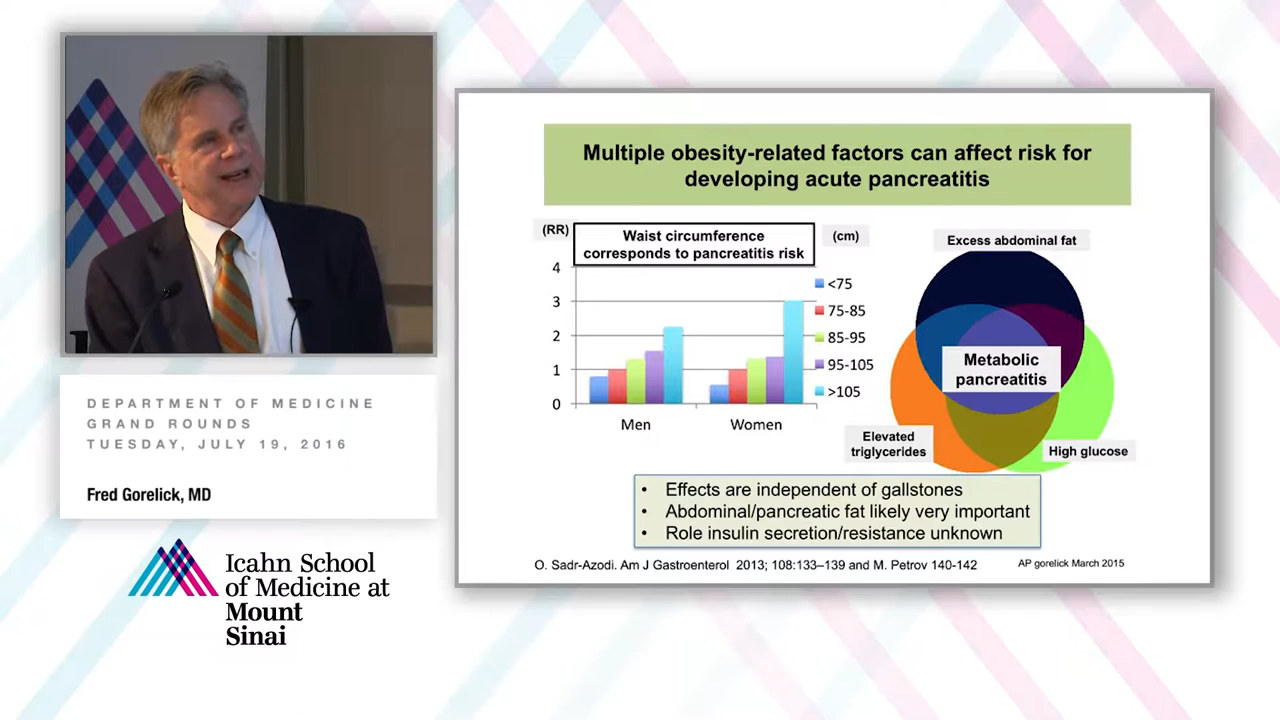 DEPARTMENT OF MEDICINE
GRAND ROUNDS
TUESDAY, JULY 19, 2016
Fred Gorelick, MD
Icahn School
of Medicine at
Mount
Sinai
Multiple obesity-related factors can affect risk for
developing acute pancreatitis
(RR)
Waist circumference
corresponds to pancreatitis risk
(cm)
4
3
2
1
0
Men
Women
<75
75-85
85-95
95-105
>105
Excess abdominal fat
Metabolic
pancreatitis
Elevated
triglycerides
High glucose
• Effects are independent of gallstones
• Abdominal/pancreatic fat likely very important
• Role insulin secretion/resistance unknown
O. Sadr-Azodi. Am J Gastroenterol 2013; 108:133–139 and M. Petrov 140-142
AP gorelick March 2015